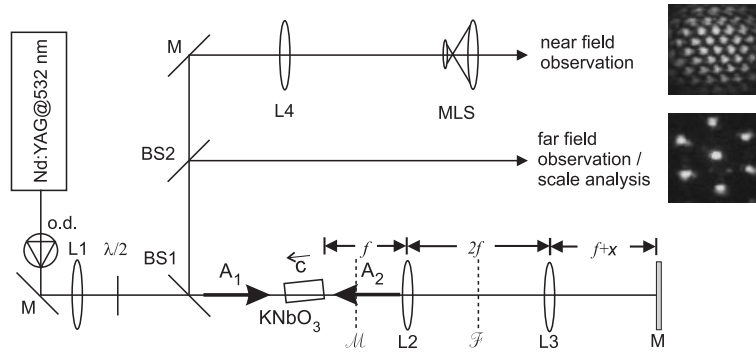 Nd:YAG@532 nm
o.d.
L1
λ/2
M
M
L4
MLS
near field
observation
BS2
far field
observation /
scale analysis
BS1
A₁
c
KNbO₃
A₂
f
2f
f+x
ℳ
L2
ℱ
L3
M